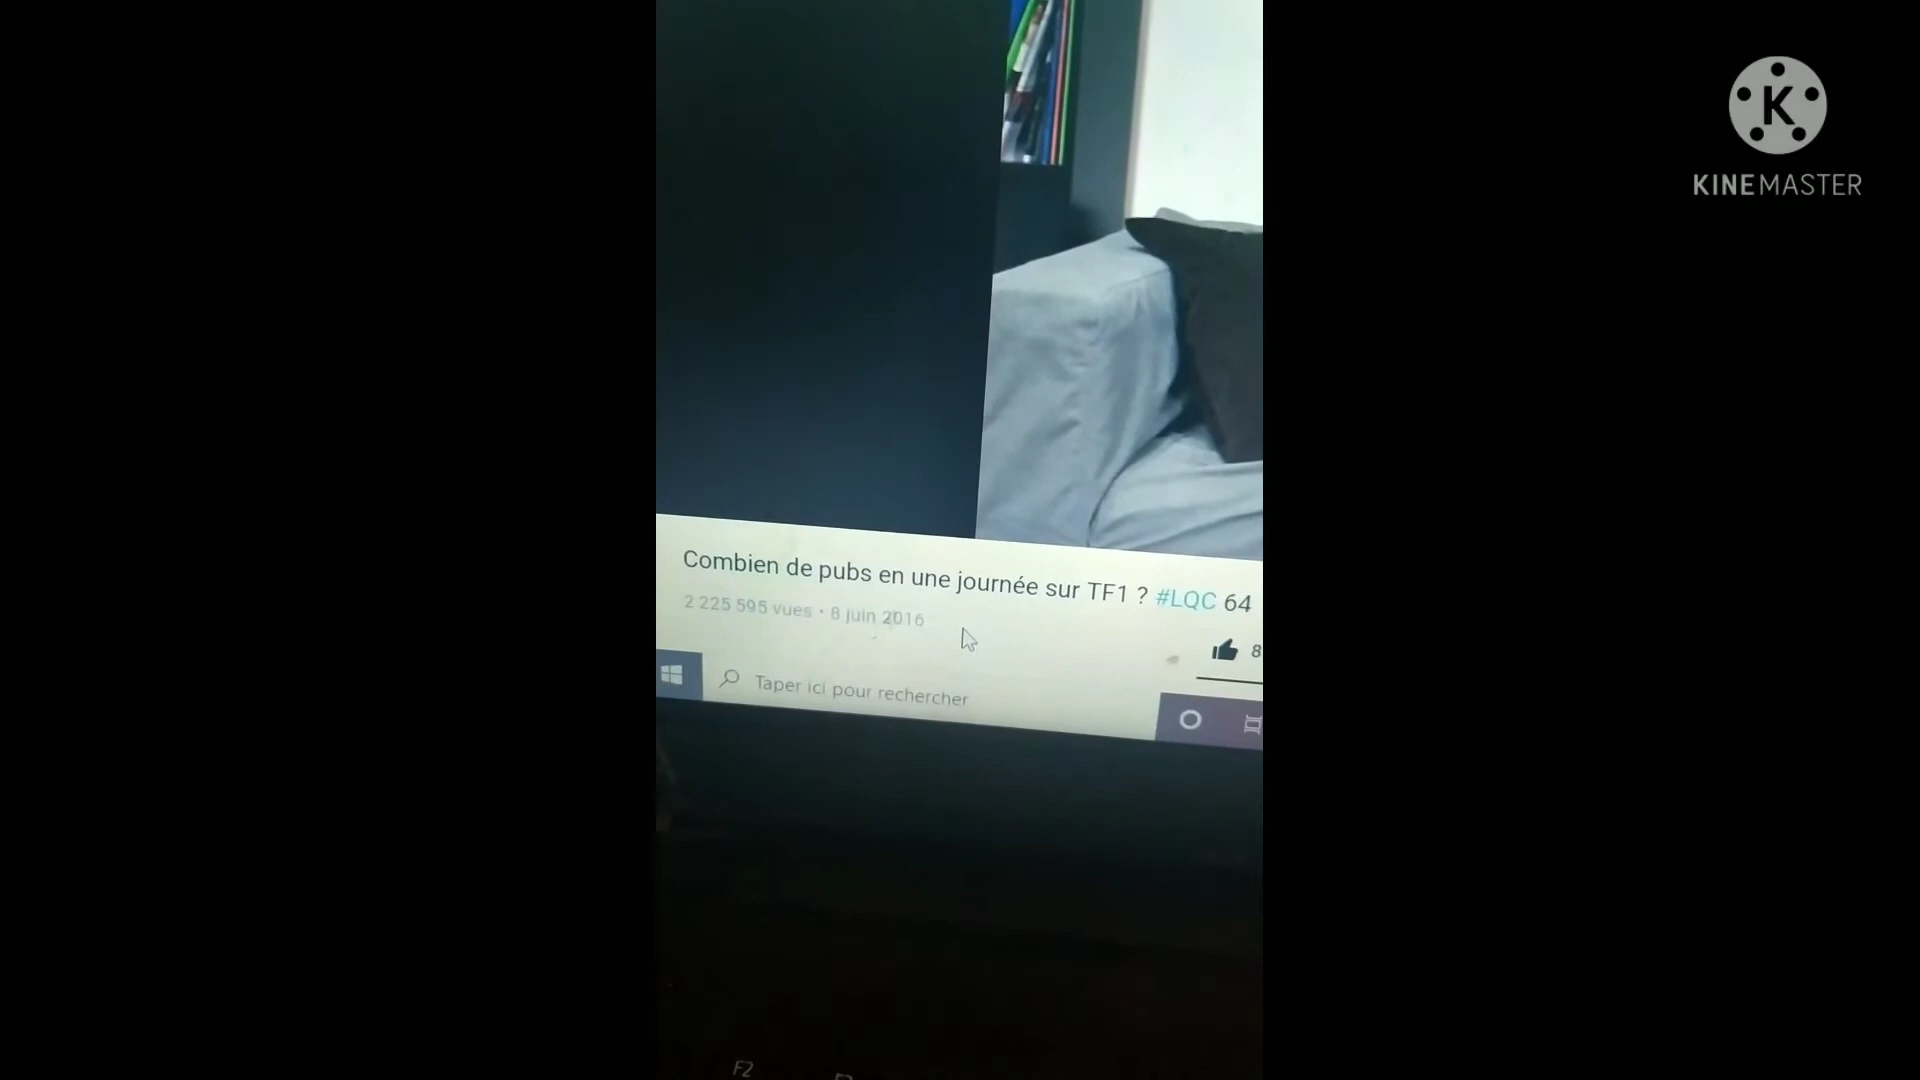 K
KINEMASTER
Combien de pubs en une journée sur TF1 ? #LQC 64
2 225 595 vues • 8 juin 2016
8
Taper ici pour rechercher
F2